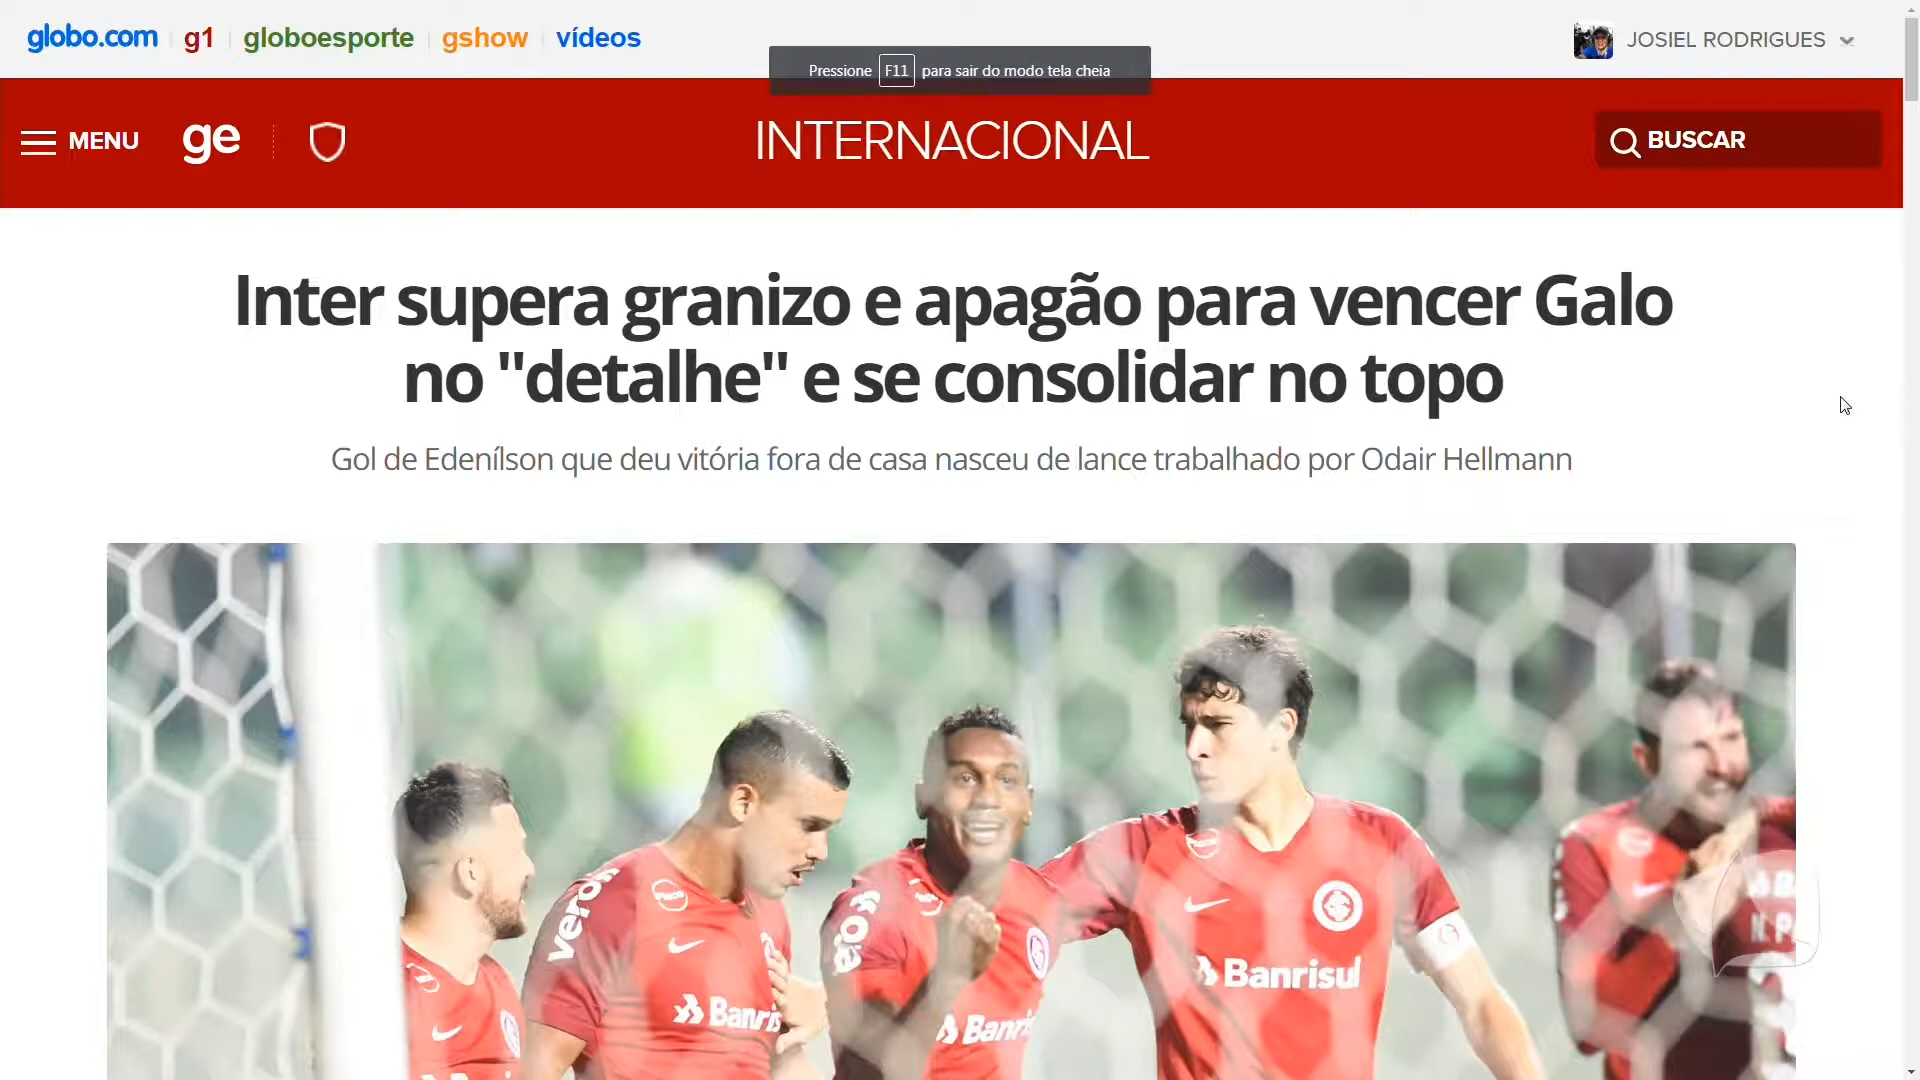 globo.com g1 globoesporte gshow vídeos
JOSIEL RODRIGUES
Pressione F11 para sair do modo tela cheia
MENU ge INTERNACIONAL BUSCAR
Inter supera granizo e apagão para vencer Galo
no "detalhe" e se consolidar no topo
Gol de Edenílson que deu vitória fora de casa nasceu de lance trabalhado por Odair Hellmann
Banrisul